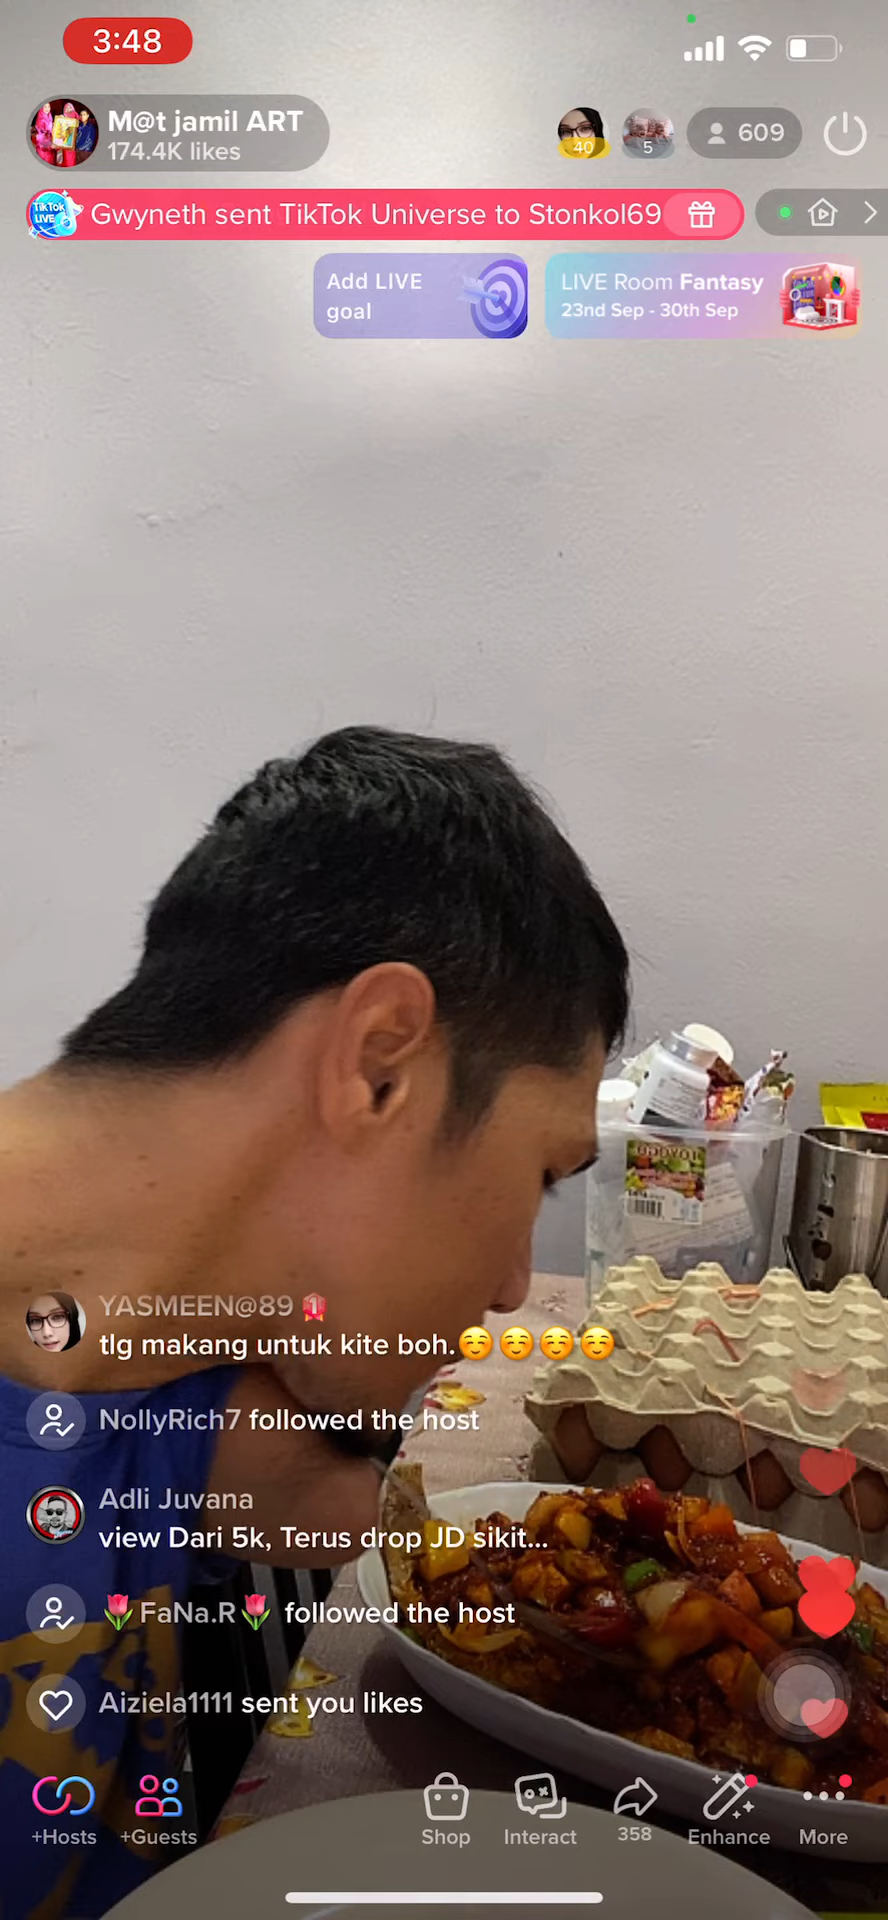 3:48
M@t jamil ART
174.4K likes
40
5
609
TikTok
LIVE
Gwyneth sent TikTok Universe to Stonkol69
Add LIVE
goal
LIVE Room Fantasy
23nd Sep - 30th Sep
YASMEEN@89 1
tlg makang untuk kite boh.☺️☺️☺️☺️
NollyRich7 followed the host
Adli Juvana
view Dari 5k, Terus drop JD sikit...
🌷FaNa.R🌷 followed the host
Aiziela1111 sent you likes
+Hosts
+Guests
Shop
Interact
358
Enhance
More